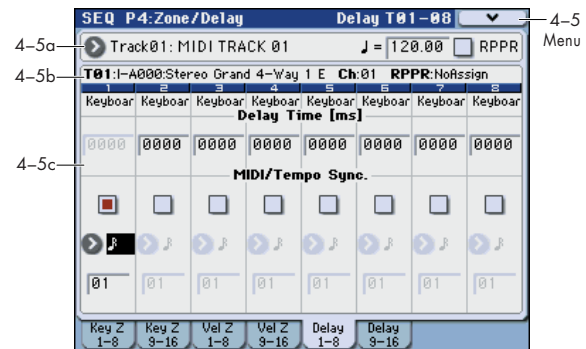 SEQ P4:Zone/Delay Delay T01-08
4–5
Menu
4–5a
Track01: MIDI TRACK 01 ♩= 120.00 RPPR
4–5b
T01:I-A000:Stereo Grand 4-Way 1 E Ch:01 RPPR:NoAssign
1 2 3 4 5 6 7 8
Keyboar Keyboar Keyboar Keyboar Keyboar Keyboar Keyboar Keyboar
Delay Time [ms]
0000 0000 0000 0000 0000 0000 0000 0000
4–5c
MIDI/Tempo Sync.
01 01 01 01 01 01 01 01
Key Z 1-8
Key Z 9-16
Vel Z 1-8
Vel Z 9-16
Delay 1-8
Delay 9-16